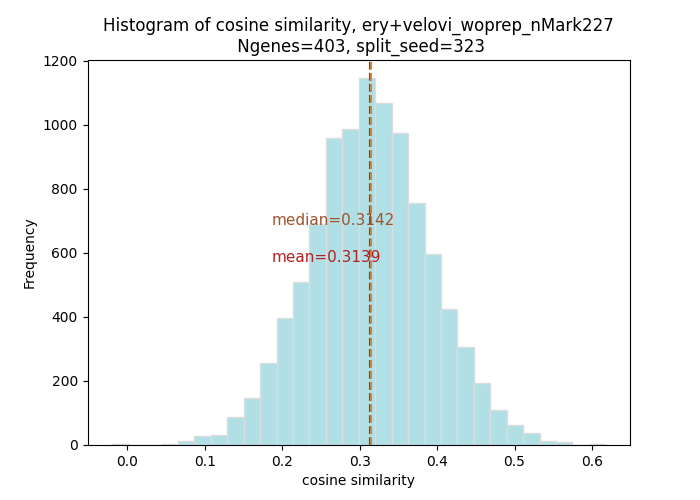 Histogram of cosine similarity, ery+velovi_woprep_nMark227
Ngenes=403, split_seed=323
1200
1000
800
600
400
200
0
Frequency
median=0.3142
mean=0.3139
0.0 0.1 0.2 0.3 0.4 0.5 0.6
cosine similarity